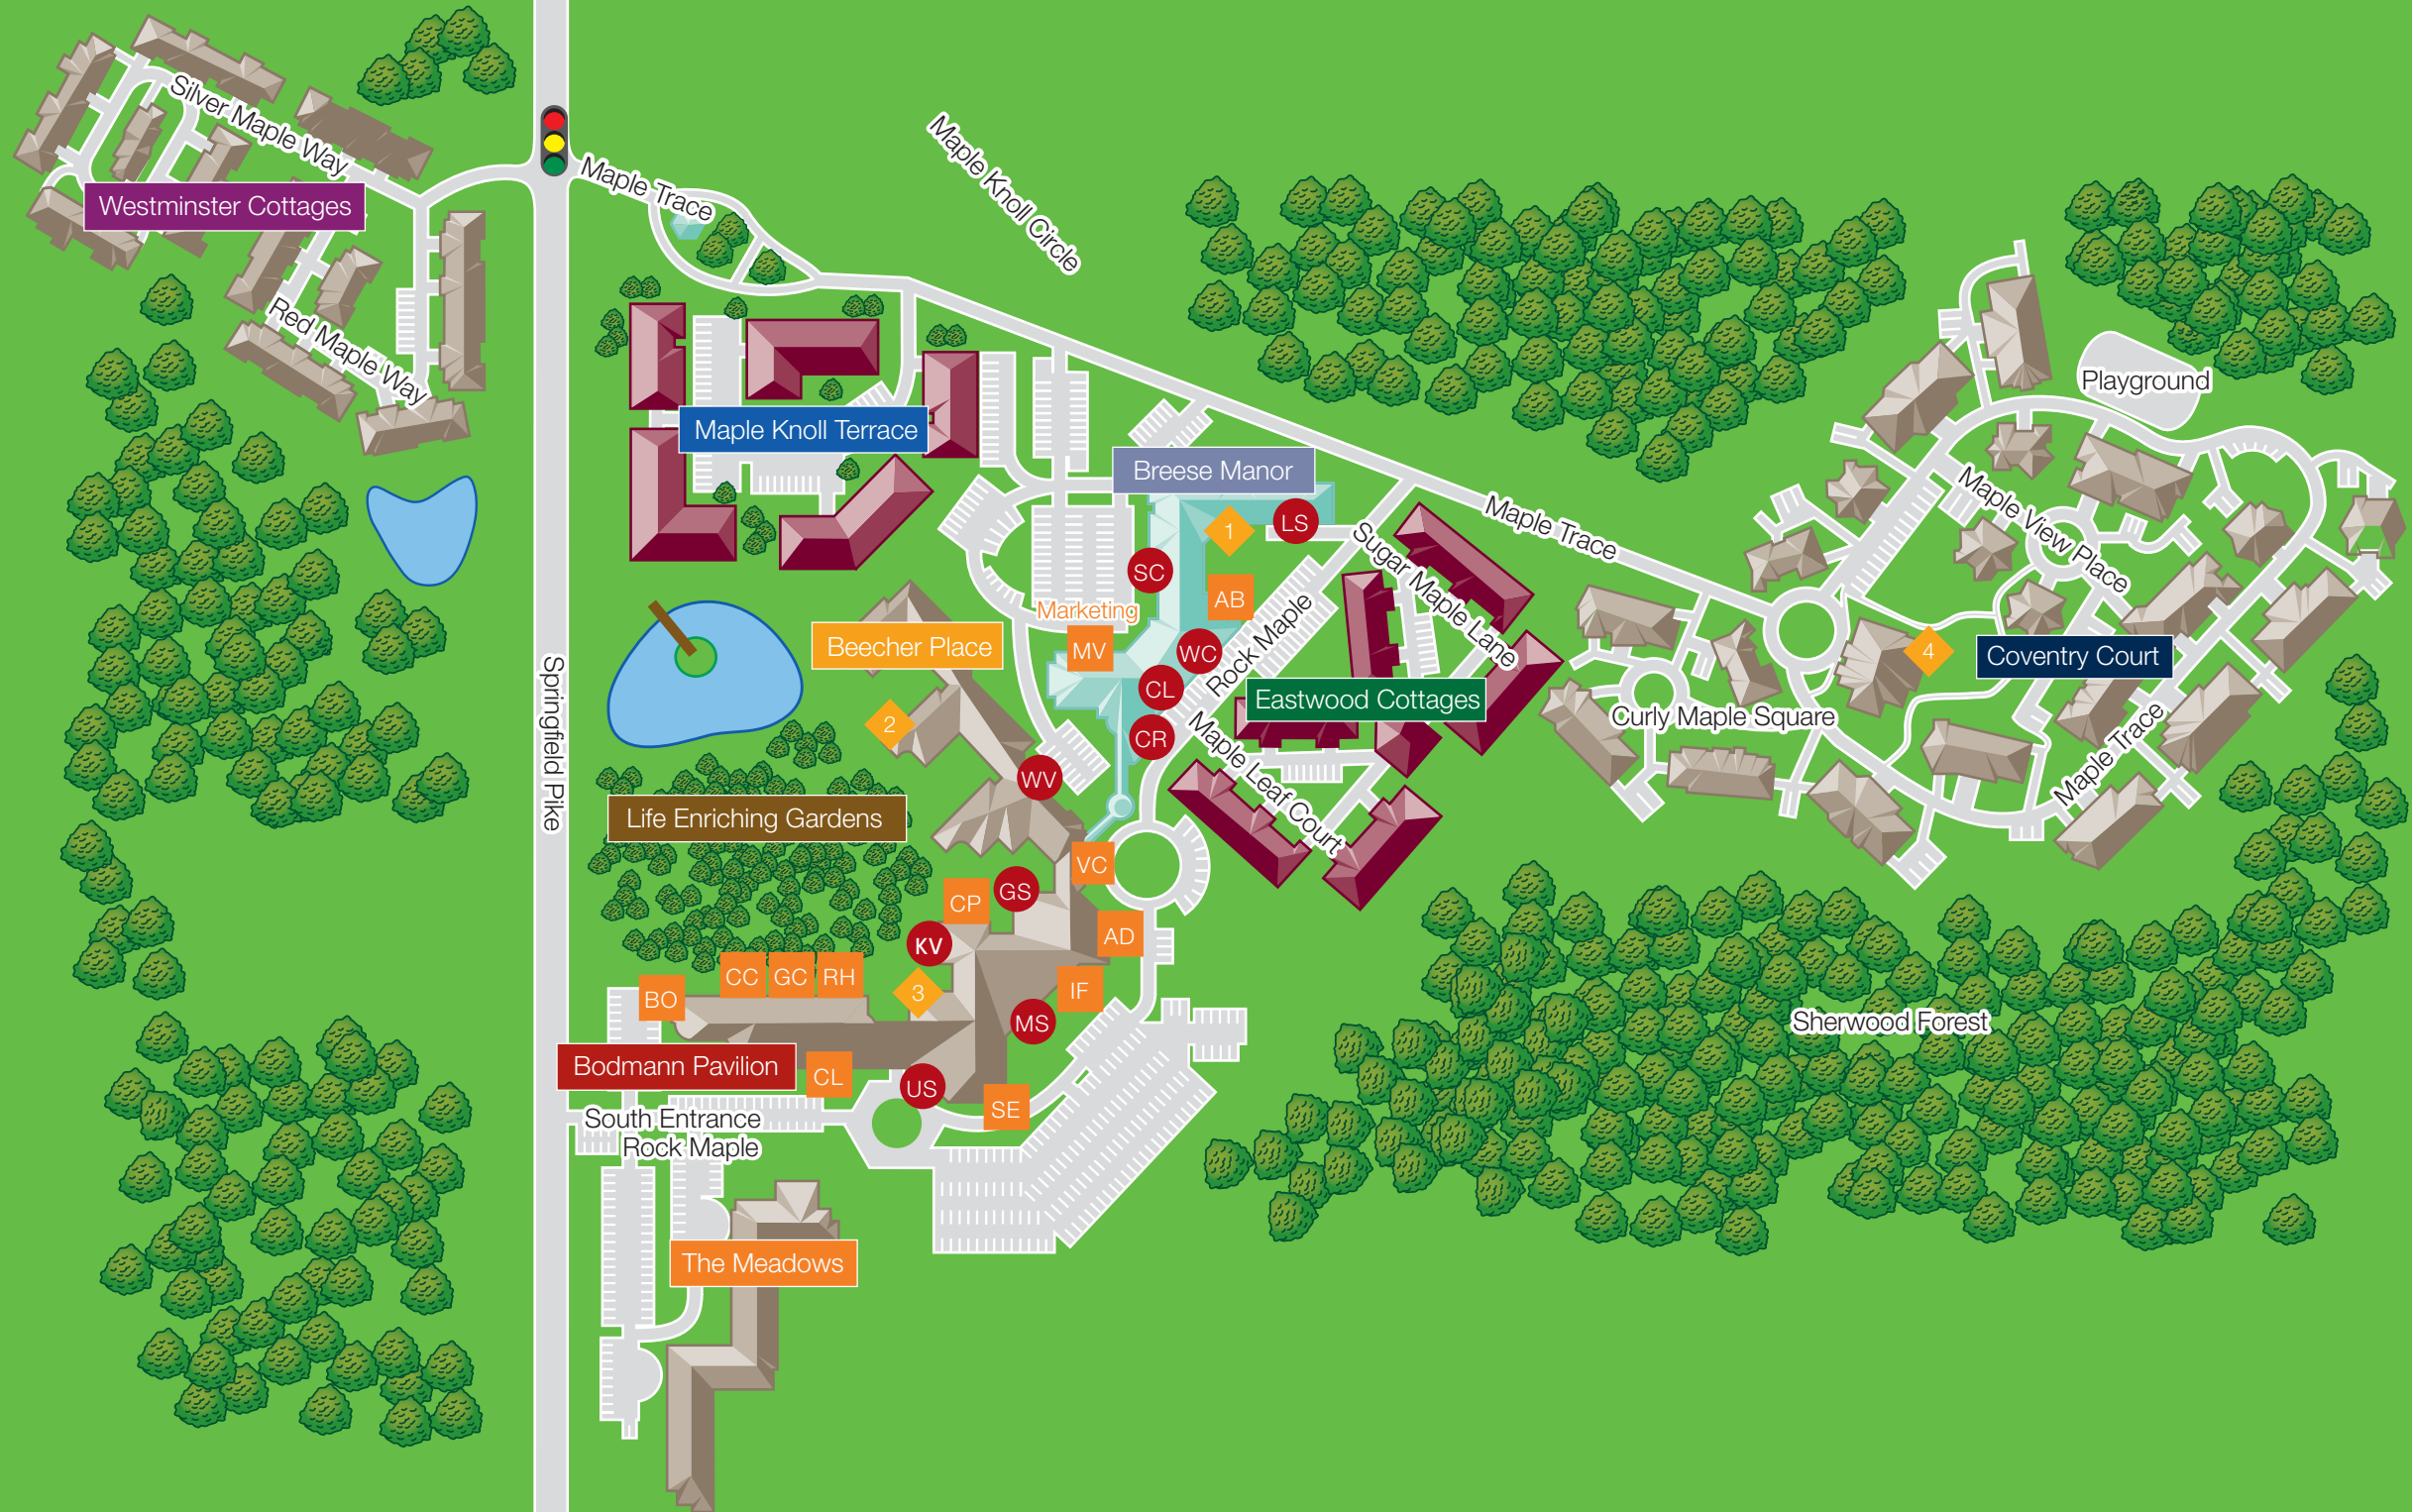 Silver Maple Way
Westminster Cottages
Red Maple Way
Maple Trace
Maple Knoll Circle
Maple Knoll Terrace
Breese Manor
1
LS
SC
AB
Marketing
MV
WC
CL
CR
Rock Maple
Sugar Maple Lane
Maple Trace
Eastwood Cottages
Maple Leaf Court
Beecher Place
2
WV
Springfield Pike
Life Enriching Gardens
VC
GS
CP
AD
KV
CC
GC
RH
BO
3
IF
MS
Bodmann Pavilion
CL
US
SE
South Entrance
Rock Maple
The Meadows
Playground
Maple View Place
4
Coventry Court
Curly Maple Square
Maple Trace
Sherwood Forest